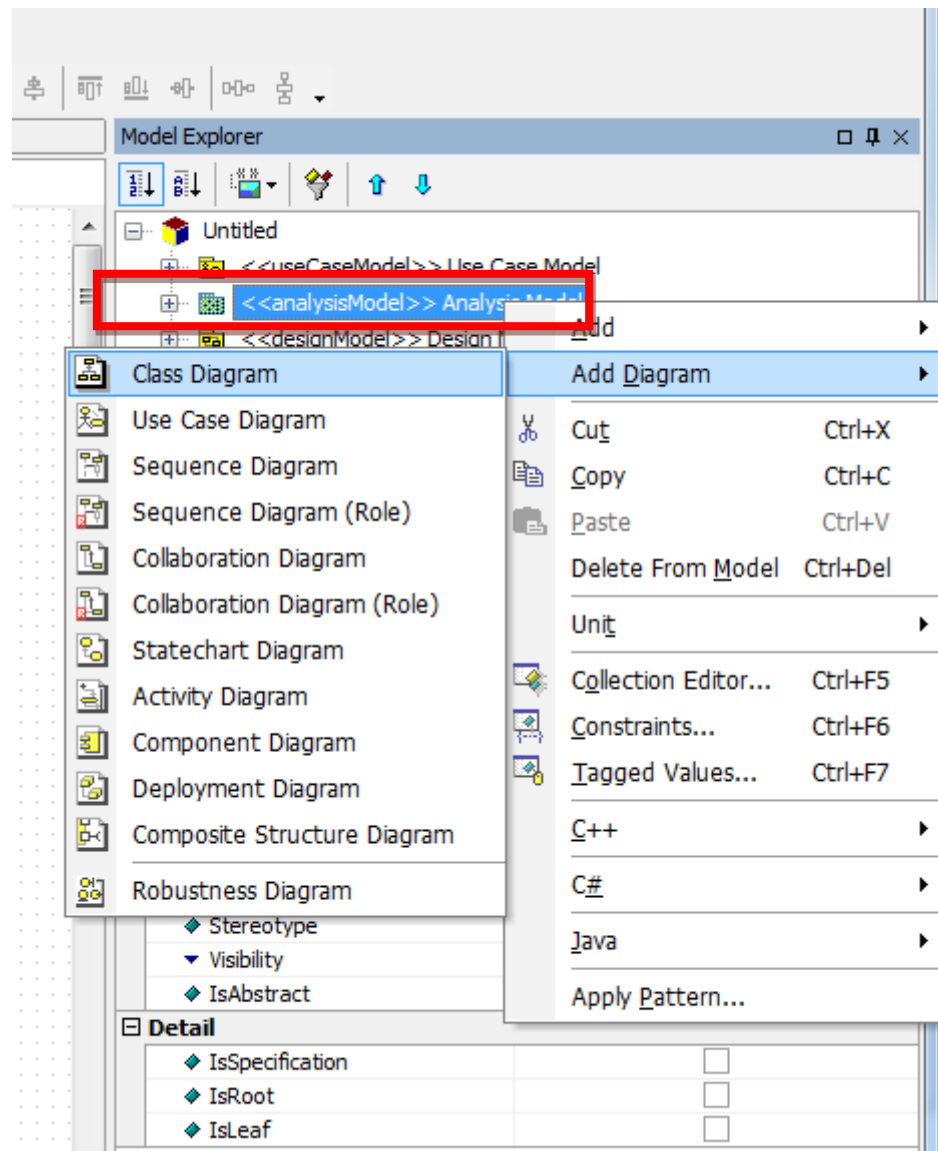 Model Explorer
Untitled
<<useCaseModel>> Use Case Model
<<analysisModel>> Analysis Model
<<designModel>> Design
Class Diagram
Use Case Diagram
Sequence Diagram
Sequence Diagram (Role)
Collaboration Diagram
Collaboration Diagram (Role)
Statechart Diagram
Activity Diagram
Component Diagram
Deployment Diagram
Composite Structure Diagram
Robustness Diagram
Add
Add Diagram
Cut Ctrl+X
Copy Ctrl+C
Paste Ctrl+V
Delete From Model Ctrl+Del
Unit
Collection Editor... Ctrl+F5
Constraints... Ctrl+F6
Tagged Values... Ctrl+F7
C++
C#
Java
Apply Pattern...
Stereotype
Visibility
IsAbstract
Detail
IsSpecification
IsRoot
IsLeaf